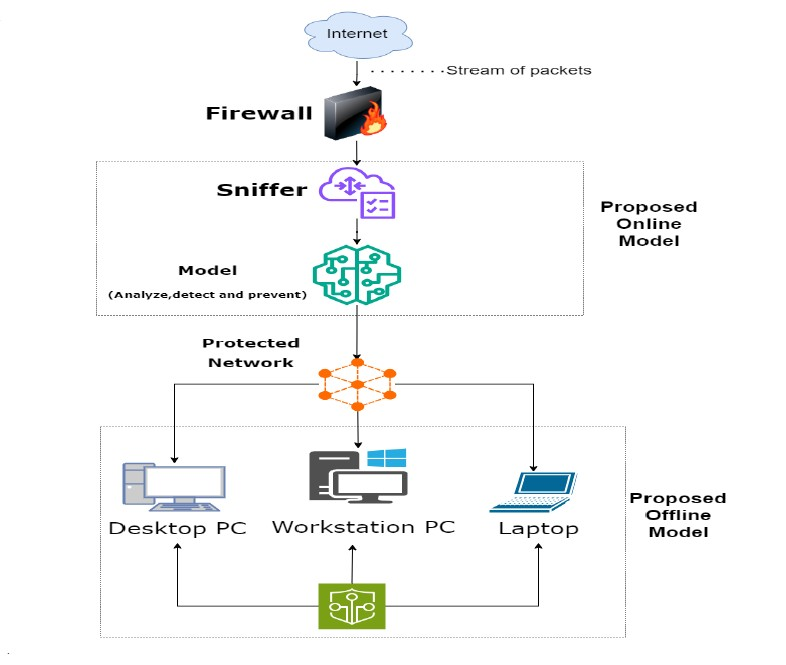 Internet
Stream of packets
Firewall
Sniffer
Proposed
Online
Model
Model
(Analyze,detect and prevent)
Protected
Network
Desktop PC
Workstation PC
Laptop
Proposed
Offline
Model